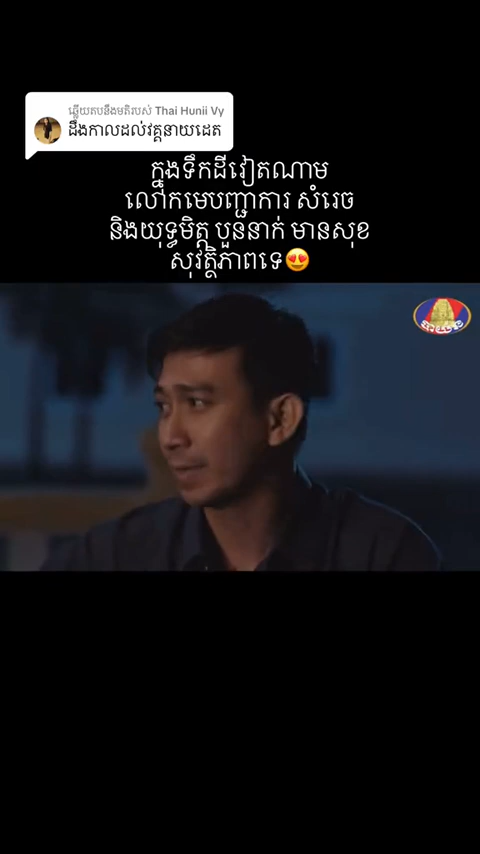 ឆ្លើយតបនឹងមតិរបស់ Thai Hunii Vy
ដឹងកាលដល់វគ្គនាយដេត
ក្នុងទឹកដីវៀតណាម
លោកមេបញ្ជាការ សំរេច
និងយុទ្ធមិត្ត បួននាក់ មានសុខ
សុវត្ថិភាពទេ😍